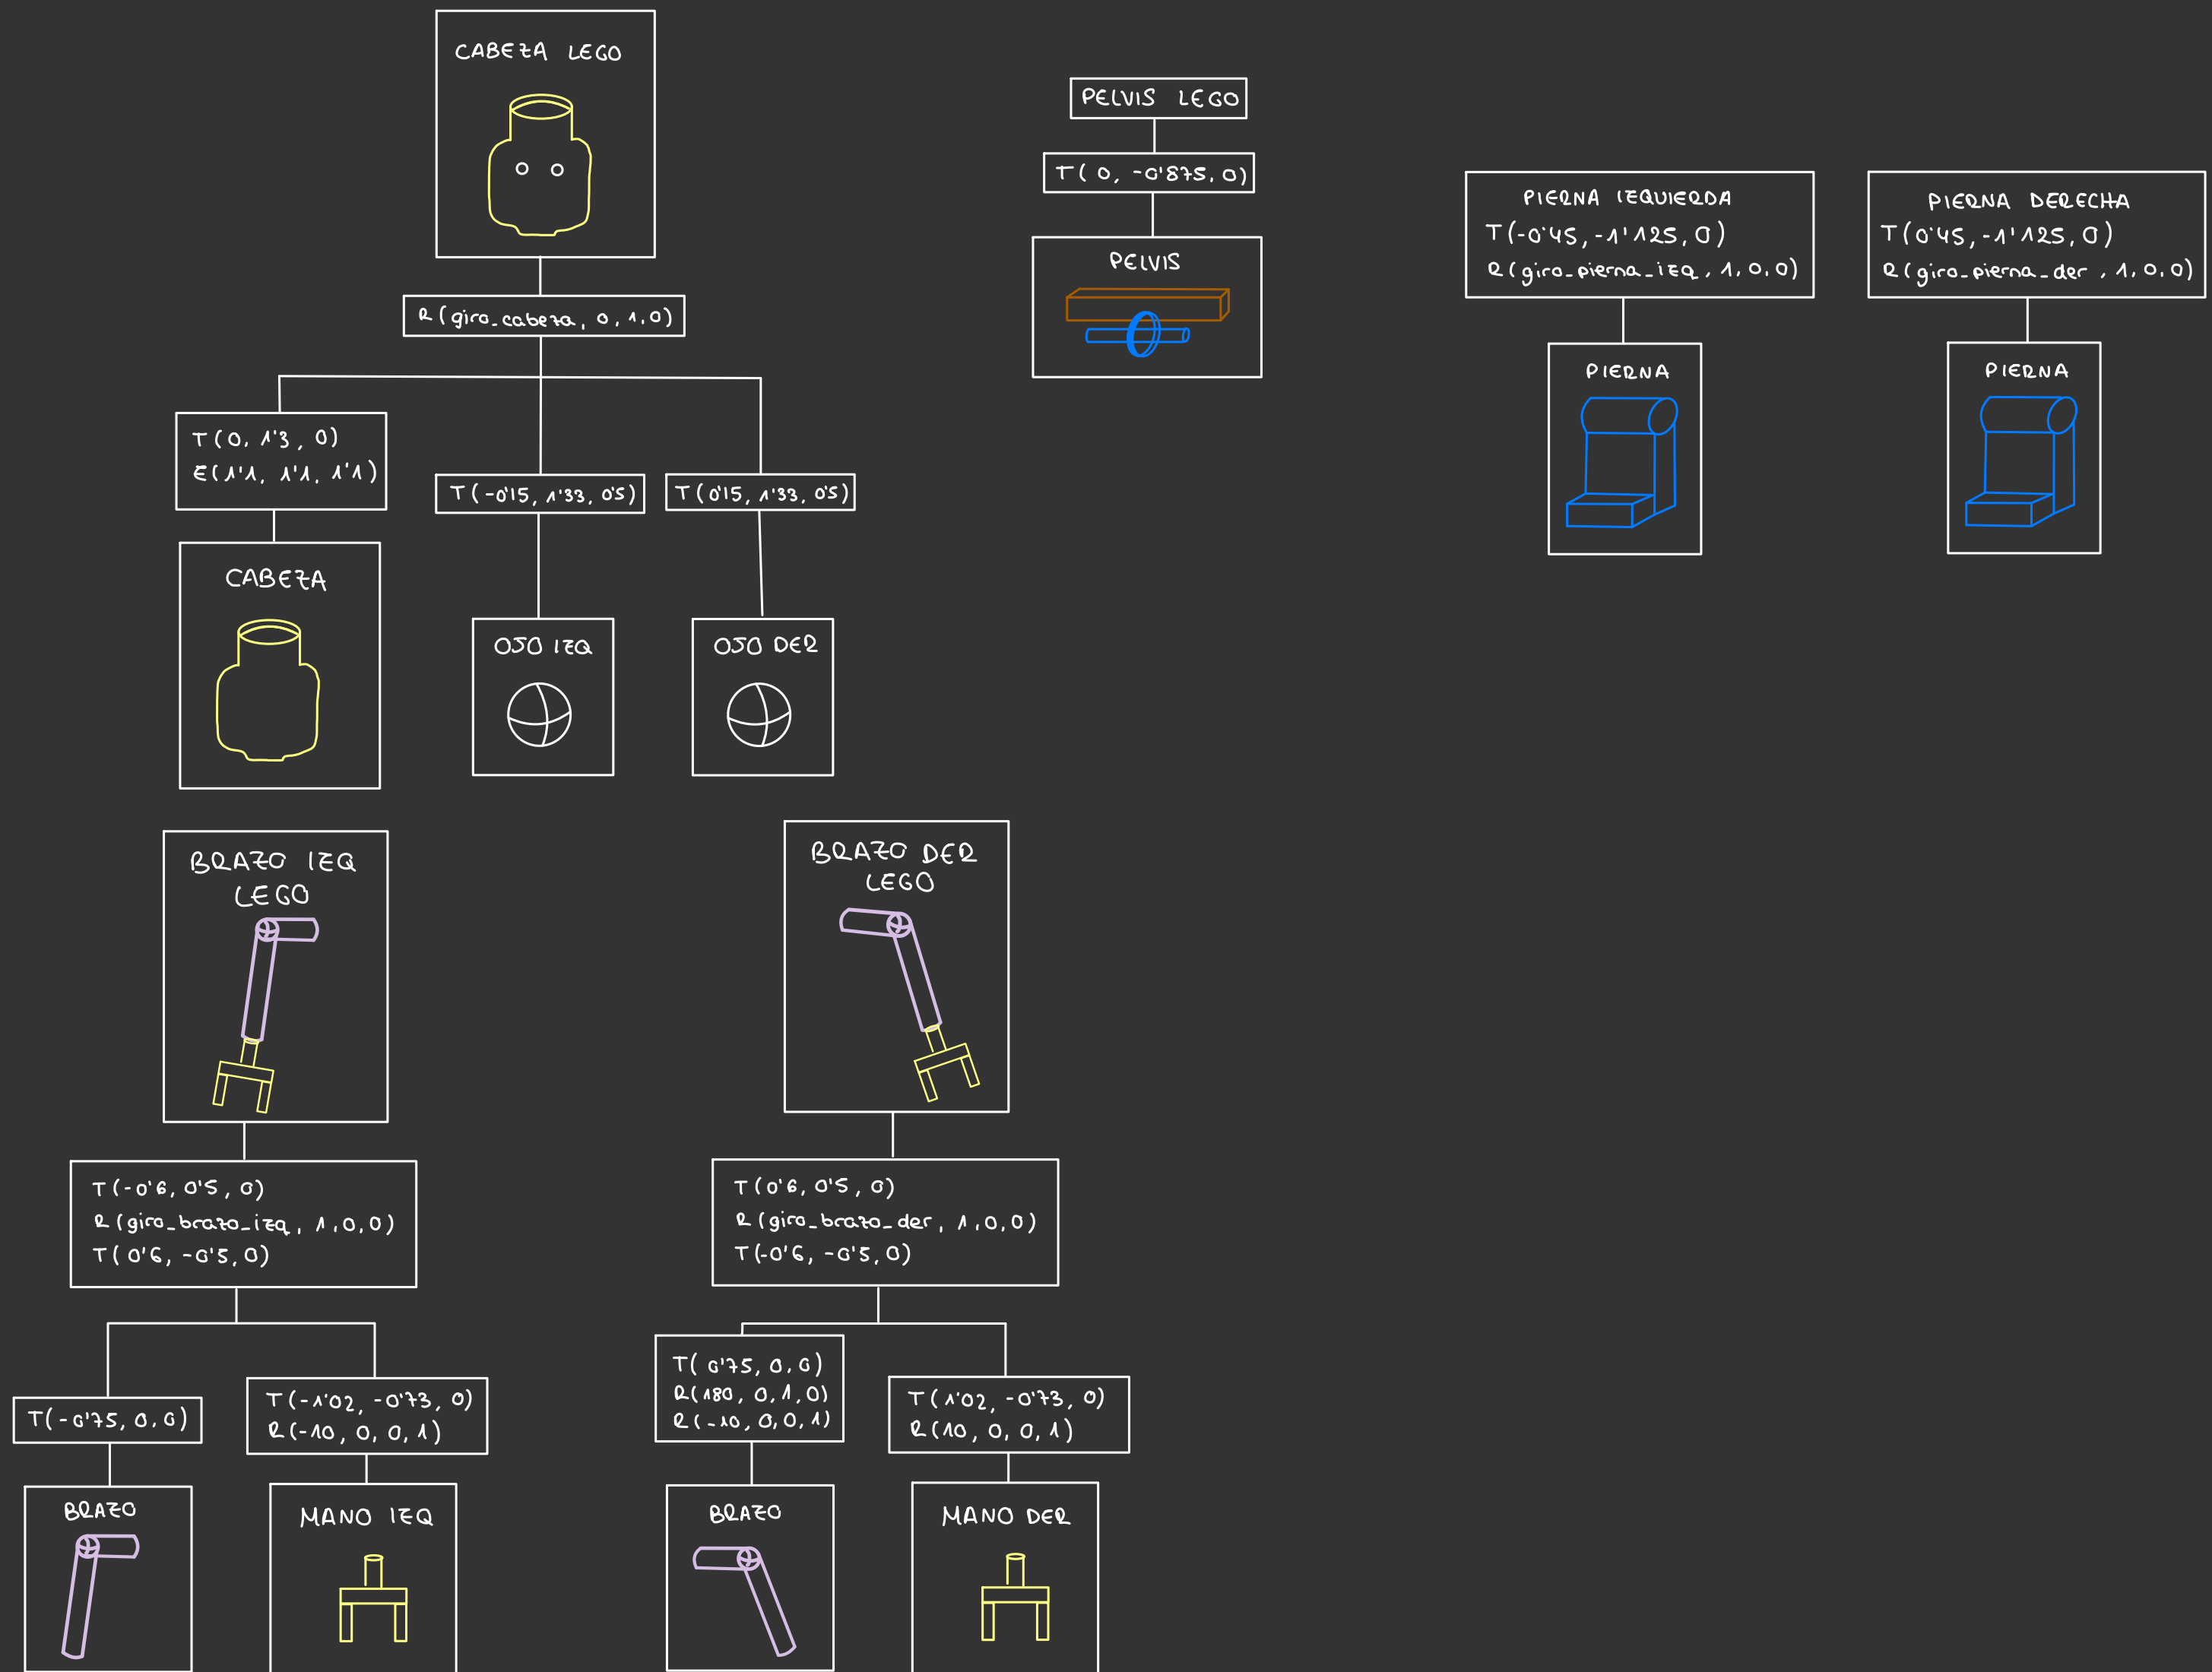 CABEZA LEGO
R(giro_cabeza, 0, 1, 0)
T(0, 1'3, 0)
E(1'1, 1'1, 1'1)
T(-0'15, 1'33, 0'5)
T(0'15, 1'33, 0'5)
CABEZA
OJO IZQ
OJO DER
PELVIS LEGO
T(0, -0'875, 0)
PELVIS
PIERNA IZQUIERDA
T(-0'45, -1'125, 0)
R(giro_pierna_izq, 1, 0, 0)
PIERNA
PIERNA DERECHA
T(0'45, -1'125, 0)
R(giro_pierna_der, 1, 0, 0)
PIERNA
BRAZO IZQ
LEGO
T(-0'6, 0'5, 0)
R(giro_brazo_izq, 1, 0, 0)
T(0'6, -0'5, 0)
T(-0'75, 0, 0)
T(-1'02, -0'73, 0)
R(-10, 0, 0, 1)
BRAZO
MANO IZQ
BRAZO DER
LEGO
T(0'6, 0'5, 0)
R(giro_brazo_der, 1, 0, 0)
T(-0'6, -0'5, 0)
T(0'75, 0, 0)
R(180, 0, 1, 0)
R(-10, 0, 0, 1)
T(1'02, -0'73, 0)
R(10, 0, 0, 1)
BRAZO
MANO DER